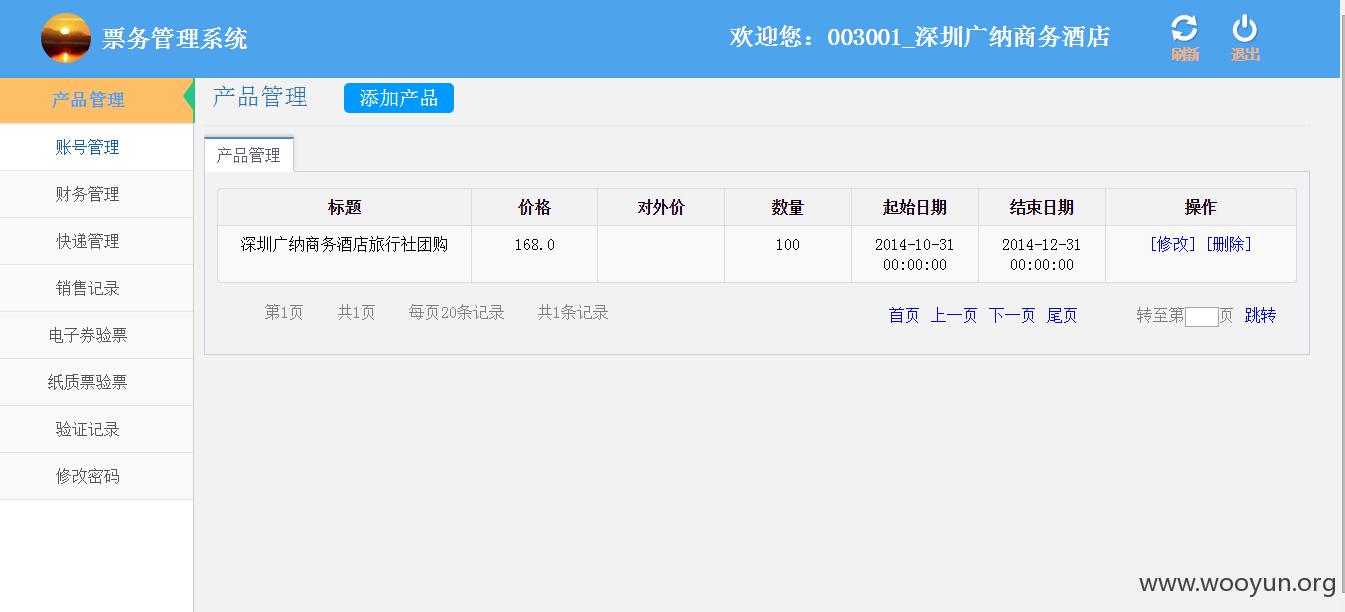 票务管理系统
欢迎您：003001_深圳广纳商务酒店
刷新
退出
产品管理
账号管理
财务管理
快递管理
销售记录
电子券验票
纸质票验票
验证记录
修改密码
产品管理
添加产品
产品管理
标题 价格 对外价 数量 起始日期 结束日期 操作
深圳广纳商务酒店旅行社团购 168.0 100 2014-10-31 2014-12-31 [修改] [删除]
00:00:00 00:00:00
第1页 共1页 每页20条记录 共1条记录 首页 上一页 下一页 尾页 转至第 页 跳转
www.wooyun.org